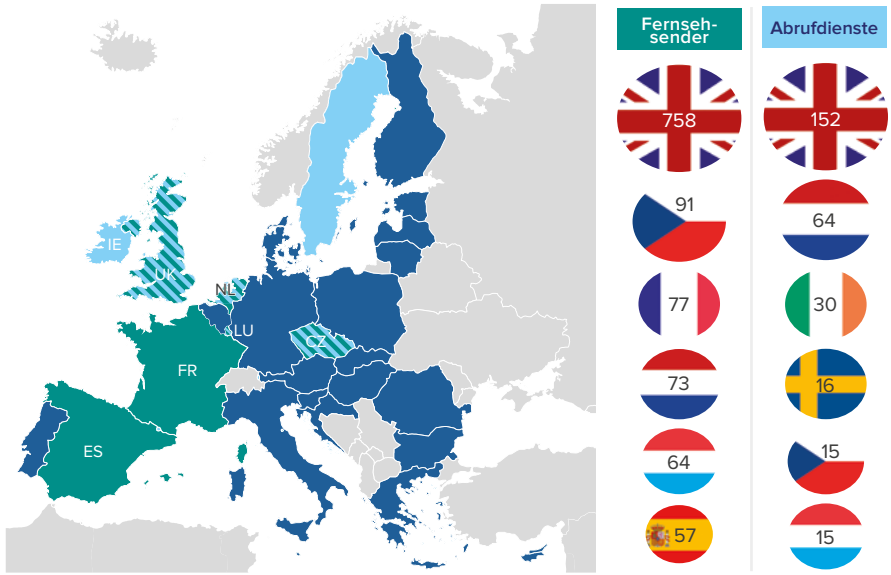 Fernseh-
sender
Abrufdienste
758
152
91
64
77
30
73
16
64
15
57
15
IE
UK
NL
LU
CZ
FR
ES